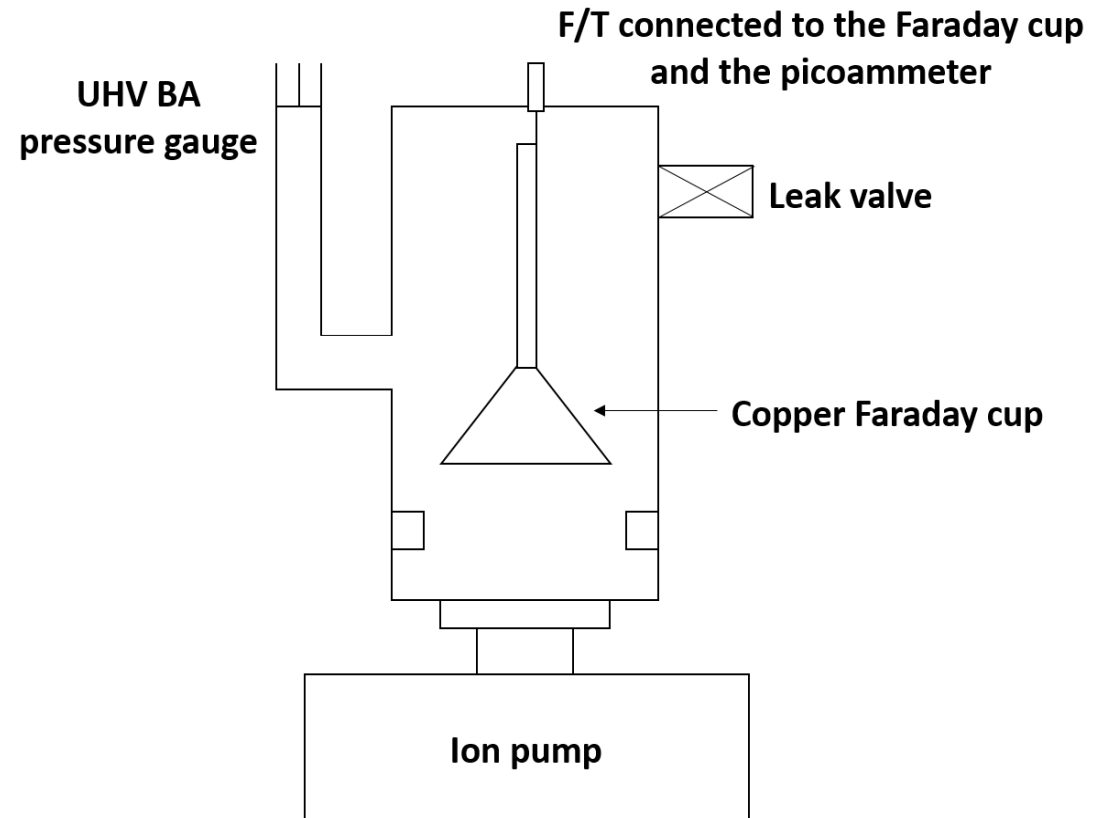 F/T connected to the Faraday cup
and the picoammeter
UHV BA
pressure gauge
Leak valve
Copper Faraday cup
Ion pump